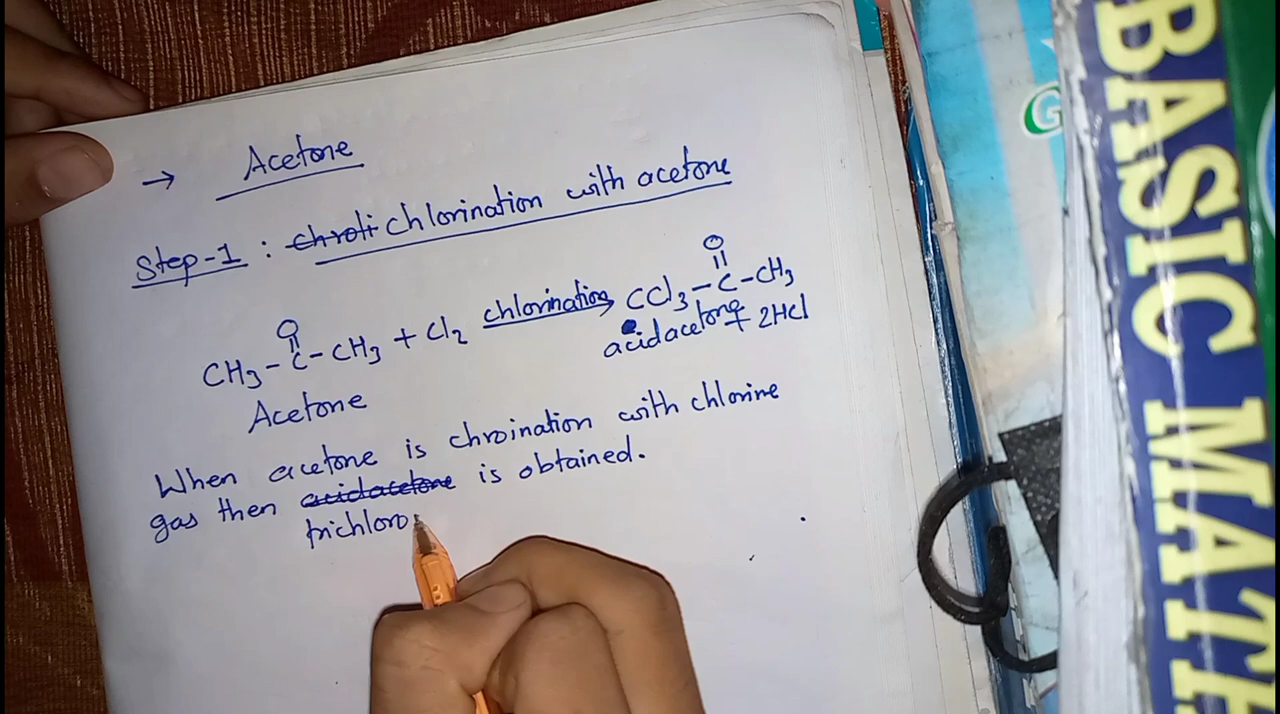 → Acetone
Step-1 : chroti chlorination with acetone
O
||
CH3-C-CH3 + Cl2 chlorination CCl3-C-CH3
O
||
acidacetone + 2HCl
Acetone
When acetone is chroination with chlorine
gas then acidacetone is obtained.
trichloro
G
BASIC MATH